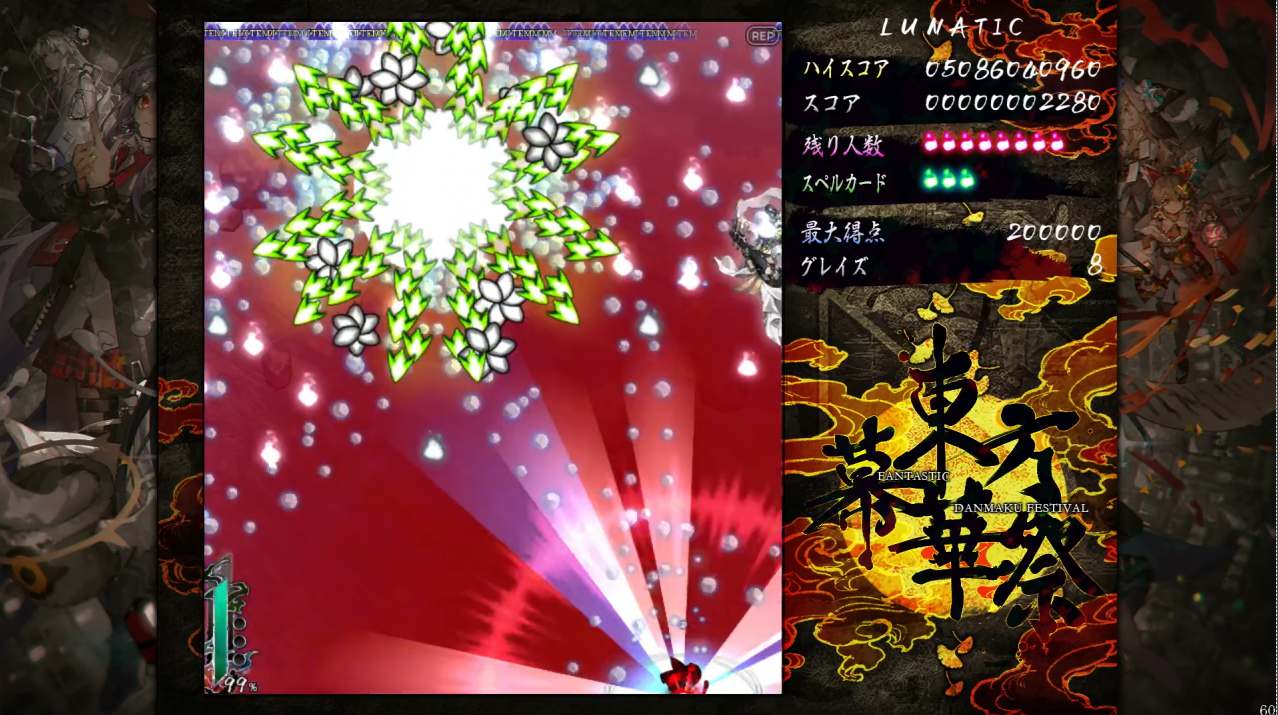 REP
LUNATIC
ハイスコア 05086040960
スコア 00000002280
残り人数
スペルカード
最大得点 200000
グレイズ 8
東方
幕華祭
FANTASTIC
DANMAKU FESTIVAL
99%
60